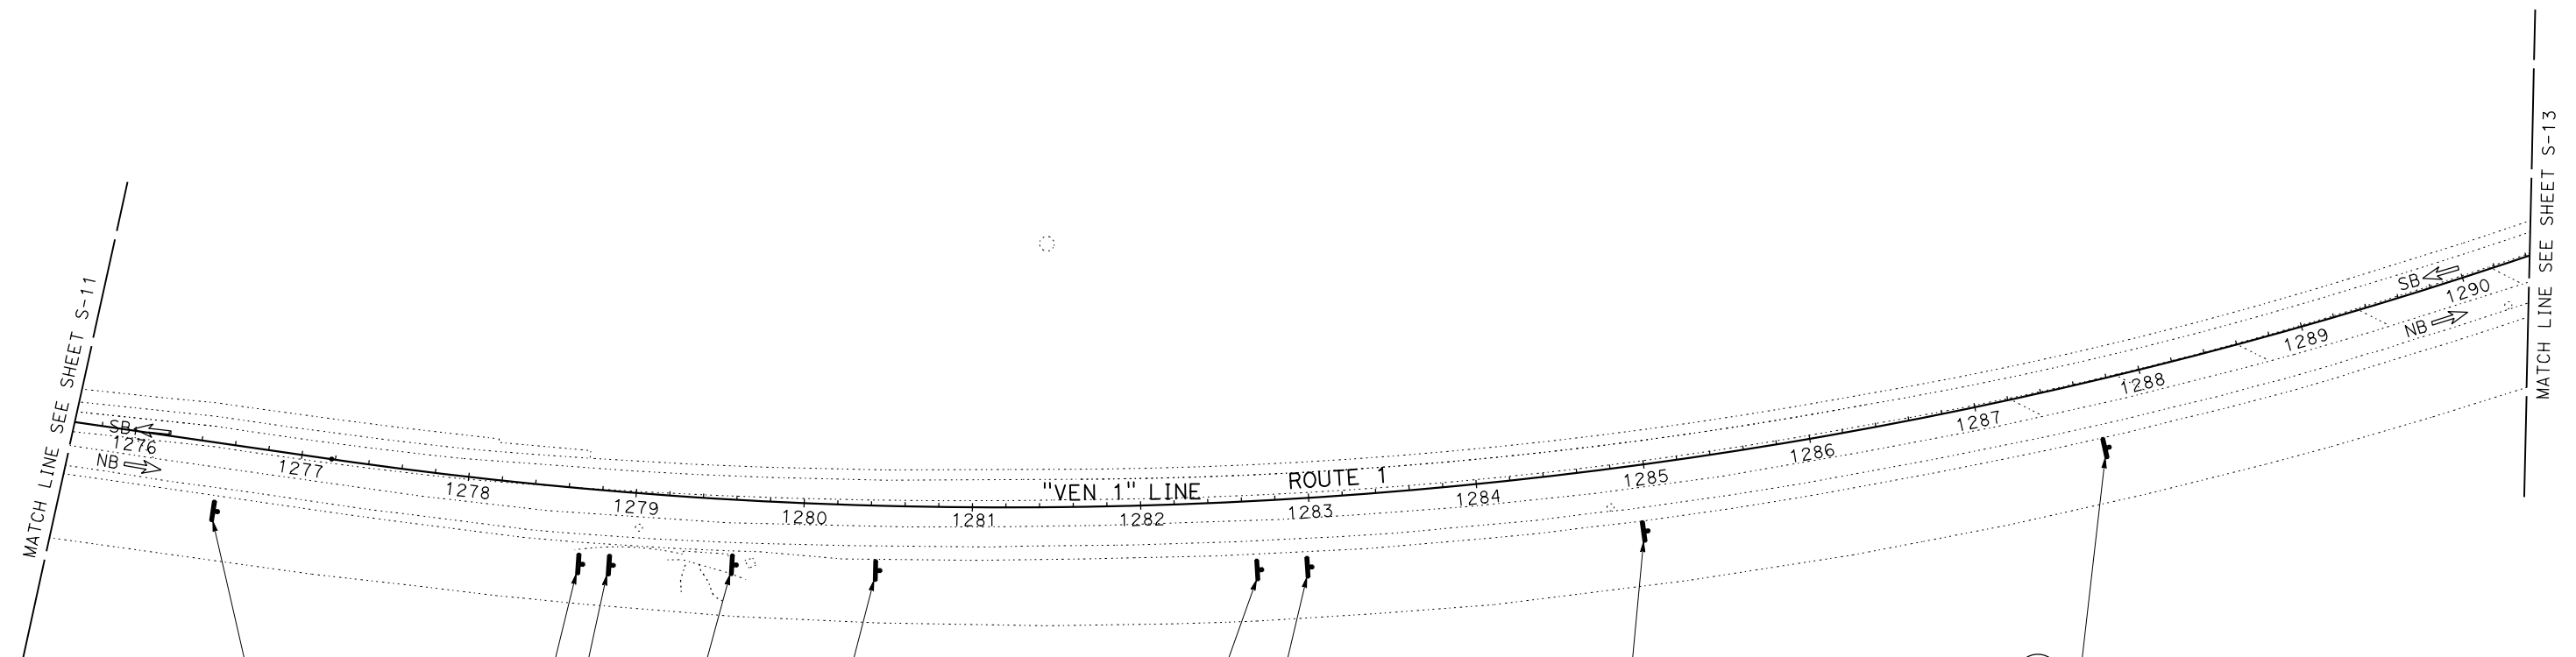 MATCH LINE SEE SHEET S-11
SB
1276
NB
1277
1278
1279
1280
1281
"VEN 1" LINE
1282
ROUTE 1
1283
1284
1285
1286
1287
1288
1289
SB
1290
NB
MATCH LINE SEE SHEET S-13